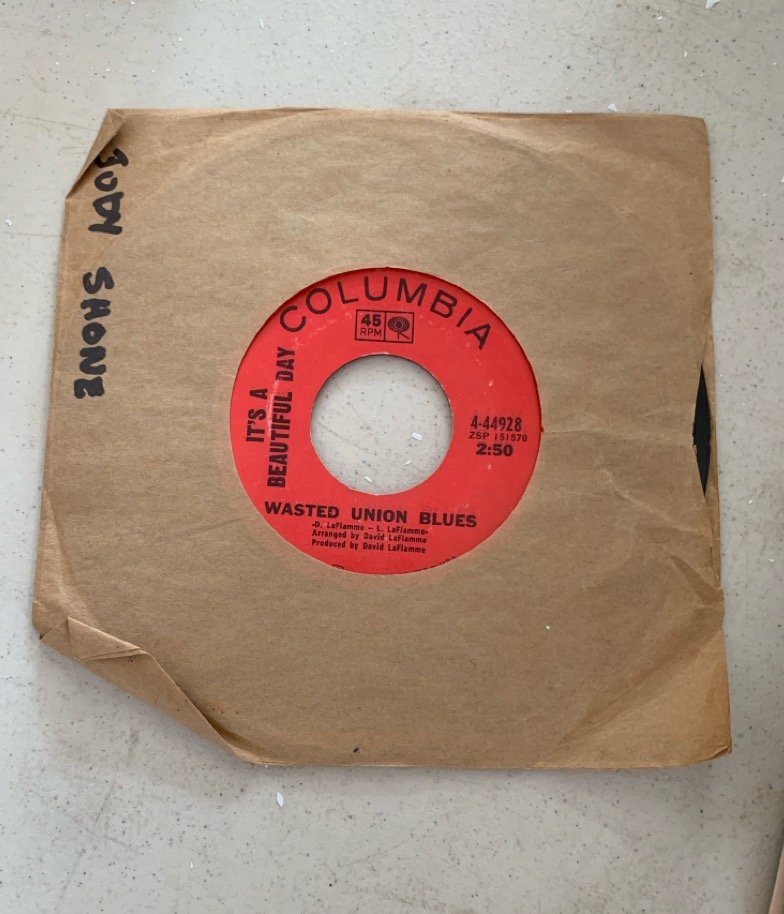 SHONE
COLUMBIA
45
RPM
IT'S A
BEAUTIFUL DAY
4-44928
ZSP 151570
2:50
WASTED UNION BLUES
-D. LaFlamme – L. LaFlamme-
Arranged by David LaFlamme
Produced by David LaFlamme